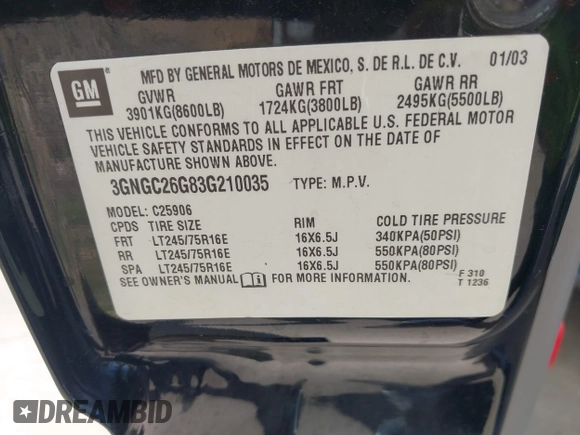 GM
MFD BY GENERAL MOTORS DE MEXICO, S. DE R.L. DE C.V. 01/03
GVWR GAWR FRT GAWR RR
3901KG(8600LB) 1724KG(3800LB) 2495KG(5500LB)
THIS VEHICLE CONFORMS TO ALL APPLICABLE U.S. FEDERAL MOTOR
VEHICLE SAFETY STANDARDS IN EFFECT ON THE DATE OF
MANUFACTURE SHOWN ABOVE.
3GNGC26G83G210035 TYPE: M.P.V.
MODEL: C25906
CPDS TIRE SIZE RIM COLD TIRE PRESSURE
FRT LT245/75R16E 16X6.5J 340KPA(50PSI)
RR LT245/75R16E 16X6.5J 550KPA(80PSI)
SPA LT245/75R16E 16X6.5J 550KPA(80PSI)
SEE OWNER'S MANUAL FOR MORE INFORMATION.
F 310
T 1236
DREAMBID